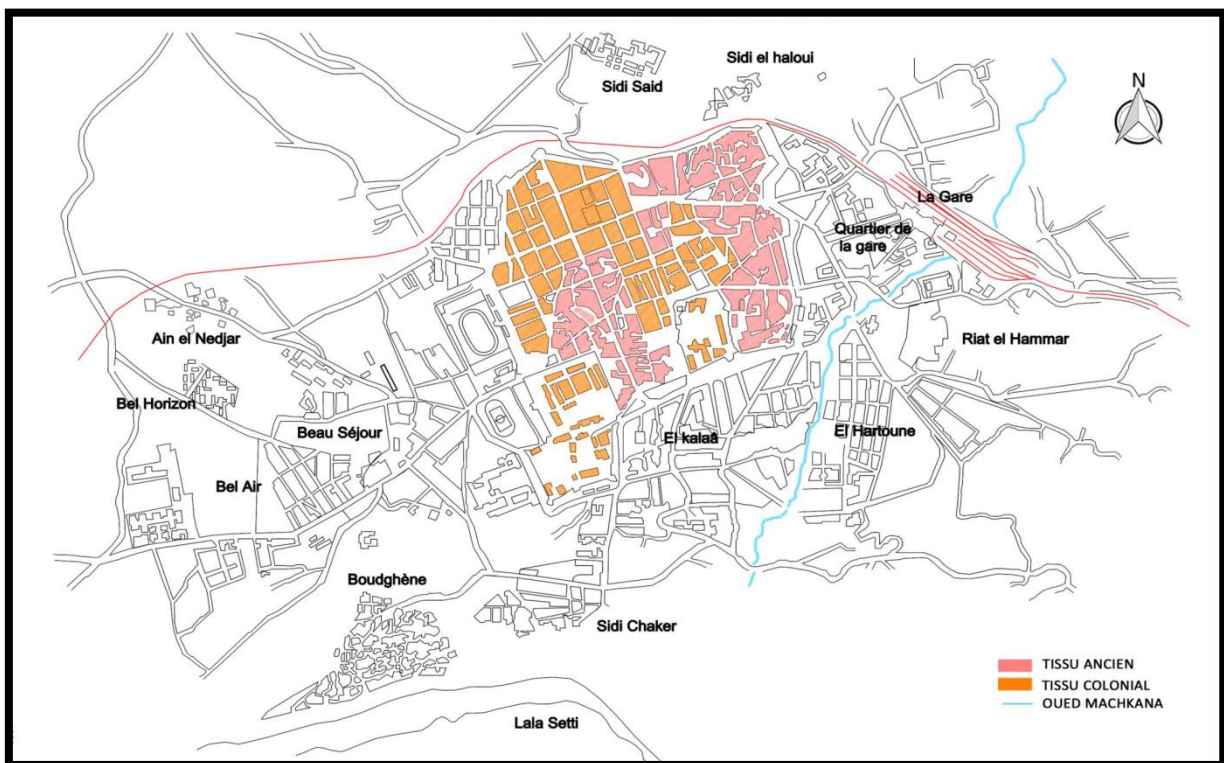 Sidi el haloui
Sidi Said
N
La Gare
Quartier de
la gare
Ain el Nedjar
Riat el Hammar
Bel Horizon
Beau Séjour
El kalaâ
El Hartoune
Bel Air
Boudghène
Sidi Chaker
TISSU ANCIEN
TISSU COLONIAL
OUED MACHKANA
Lala Setti